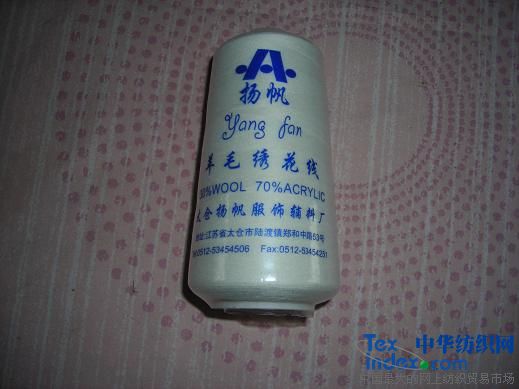 扬帆
Yang fan
羊毛绣花线
30%WOOL 70%ACRYLIC
太仓扬帆服饰辅料厂
地址:江苏省太仓市陆渡镇郑和中路53号
Tel:0512-53454506 Fax:0512-53454251
Tex 中华纺织网
Index.com
中国最大的网上纺织贸易市场